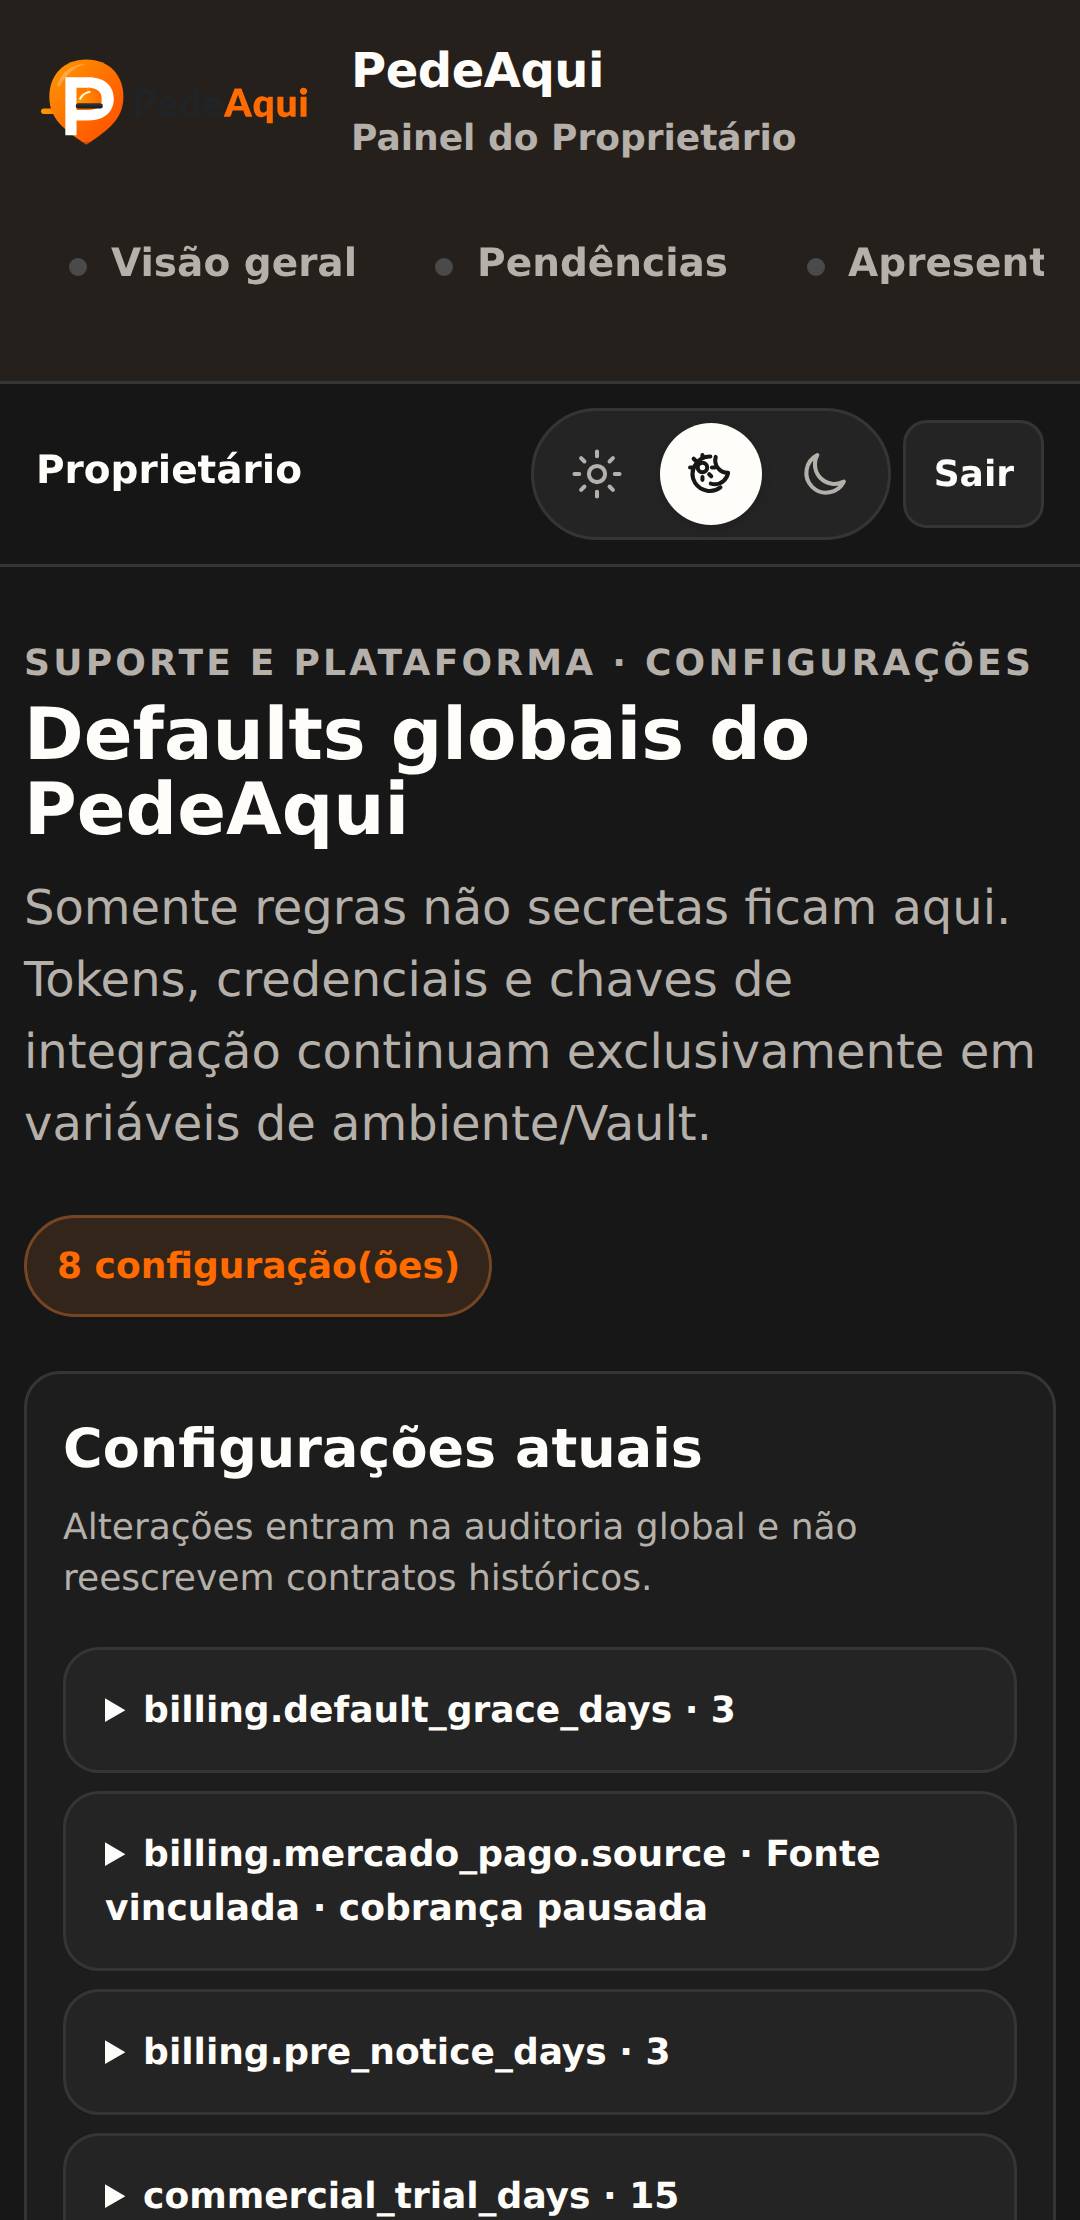 PedeAqui
PedeAqui
Painel do Proprietário
Visão geral
Pendências
Apresent
Proprietário
Sair
SUPORTE E PLATAFORMA · CONFIGURAÇÕES
Defaults globais do
PedeAqui
Somente regras não secretas ficam aqui.
Tokens, credenciais e chaves de
integração continuam exclusivamente em
variáveis de ambiente/Vault.
8 configuração(ões)
Configurações atuais
Alterações entram na auditoria global e não
reescrevem contratos históricos.
billing.default_grace_days · 3
billing.mercado_pago.source · Fonte
vinculada · cobrança pausada
billing.pre_notice_days · 3
commercial_trial_days · 15